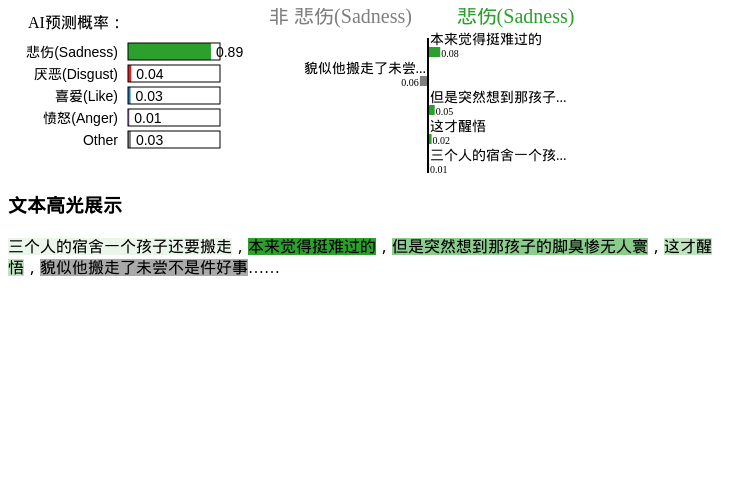 AI预测概率：
悲伤(Sadness) 0.89
厌恶(Disgust) 0.04
喜爱(Like) 0.03
愤怒(Anger) 0.01
Other 0.03
非 悲伤(Sadness) 悲伤(Sadness)
本来觉得挺难过的
0.08
貌似他搬走了未尝...
0.06
但是突然想到那孩子...
0.05
这才醒悟
0.02
三个人的宿舍一个孩...
0.01
文本高光展示
三个人的宿舍一个孩子还要搬走，本来觉得挺难过的，但是突然想到那孩子的脚臭惨无人寰，这才醒
悟，貌似他搬走了未尝不是件好事……